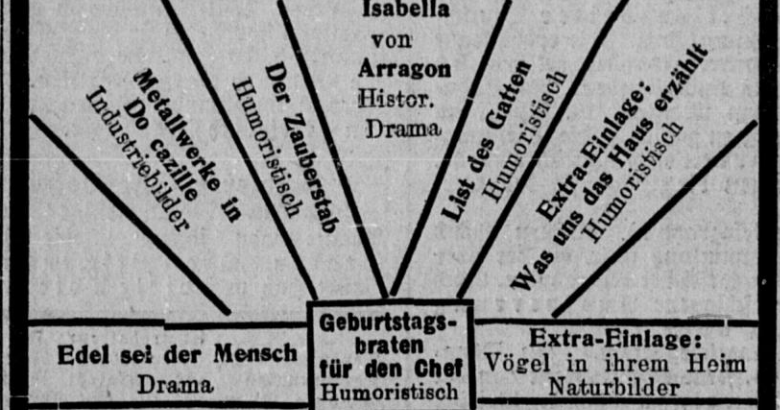 Metallwerke in
Do cazille
Industriebilder
Der Zauberstab
Humoristisch
Isabella
von
Arragon
Histor.
Drama
List des Gatten
Humoristisch
Extra-Einlage:
Was uns das Haus erzählt
Humoristisch
Edel sei der Mensch
Drama
Geburtstags-
braten
für den Chef
Humoristisch
Extra-Einlage:
Vögel in ihrem Heim
Naturbilder